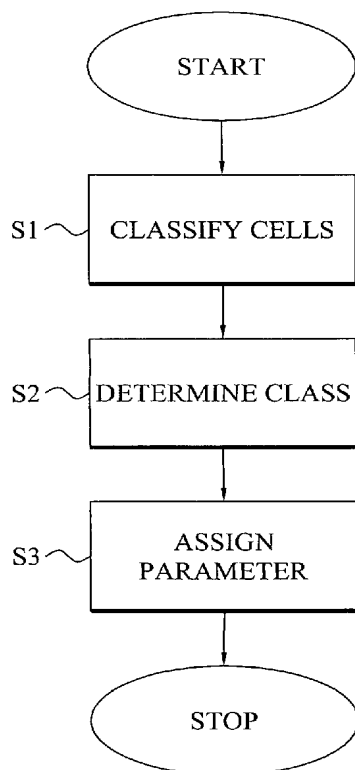 START
S1
CLASSIFY CELLS
S2
DETERMINE CLASS
S3
ASSIGN
PARAMETER
STOP